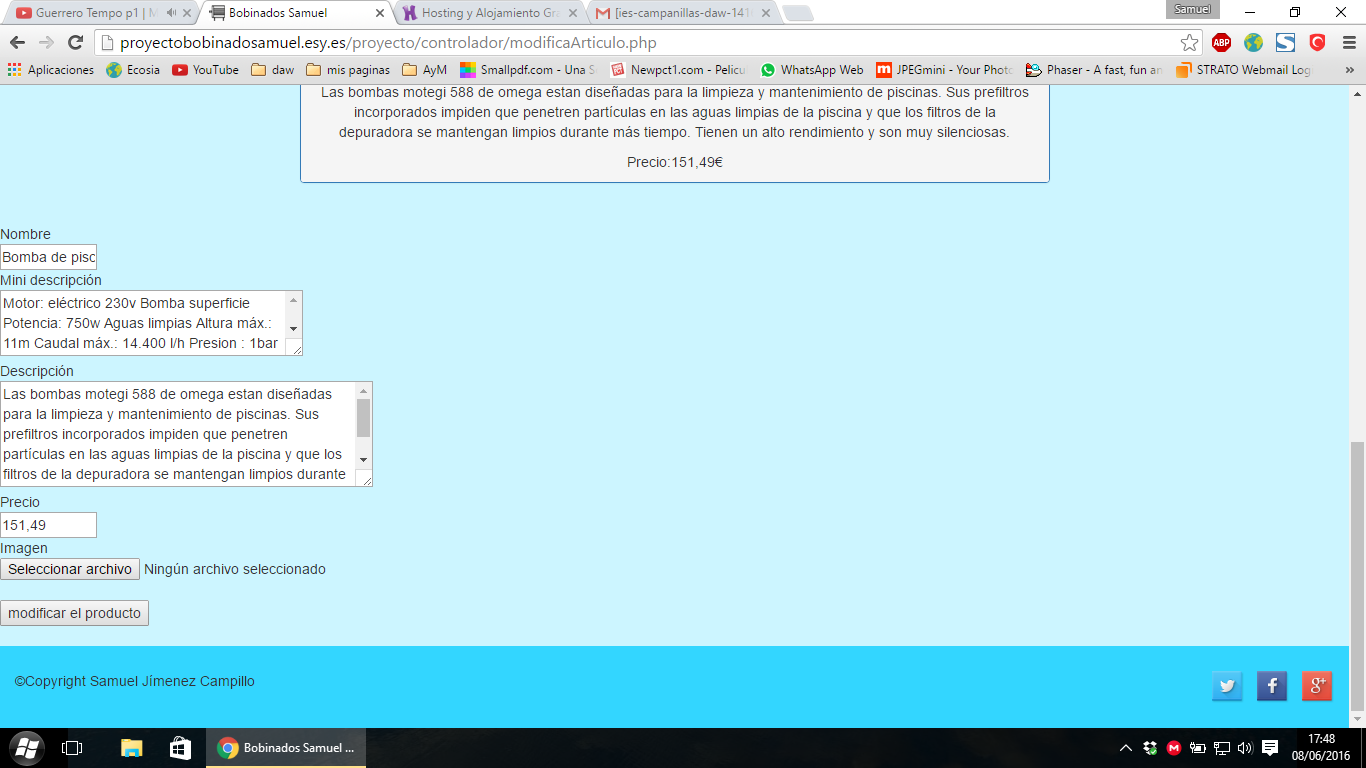 Samuel
Guerrero Tempo p1 | M
Bobinados Samuel
Hosting y Alojamiento Gra
[ies-campanillas-daw-141
proyectobobinadosamuel.esy.es/proyecto/controlador/modificaArticulo.php
ABP
Aplicaciones
Ecosia
YouTube
daw
mis paginas
AyM
Smallpdf.com - Una S
Newpct1.com - Pelicu
WhatsApp Web
JPEGmini - Your Photo
Phaser - A fast, fun an
STRATO Webmail Log
Las bombas motegi 588 de omega estan diseñadas para la limpieza y mantenimiento de piscinas. Sus prefiltros
incorporados impiden que penetren partículas en las aguas limpias de la piscina y que los filtros de la
depuradora se mantengan limpios durante más tiempo. Tienen un alto rendimiento y son muy silenciosas.
Precio:151,49€
Nombre
Bomba de pisc
Mini descripción
Motor: eléctrico 230v Bomba superficie
Potencia: 750w Aguas limpias Altura máx.:
11m Caudal máx.: 14.400 l/h Presion : 1bar
Descripción
Las bombas motegi 588 de omega estan diseñadas
para la limpieza y mantenimiento de piscinas. Sus
prefiltros incorporados impiden que penetren
partículas en las aguas limpias de la piscina y que los
filtros de la depuradora se mantengan limpios durante
Precio
151,49
Imagen
Seleccionar archivo Ningún archivo seleccionado
modificar el producto
©Copyright Samuel Jímenez Campillo
Bobinados Samuel ...
17:48
08/06/2016